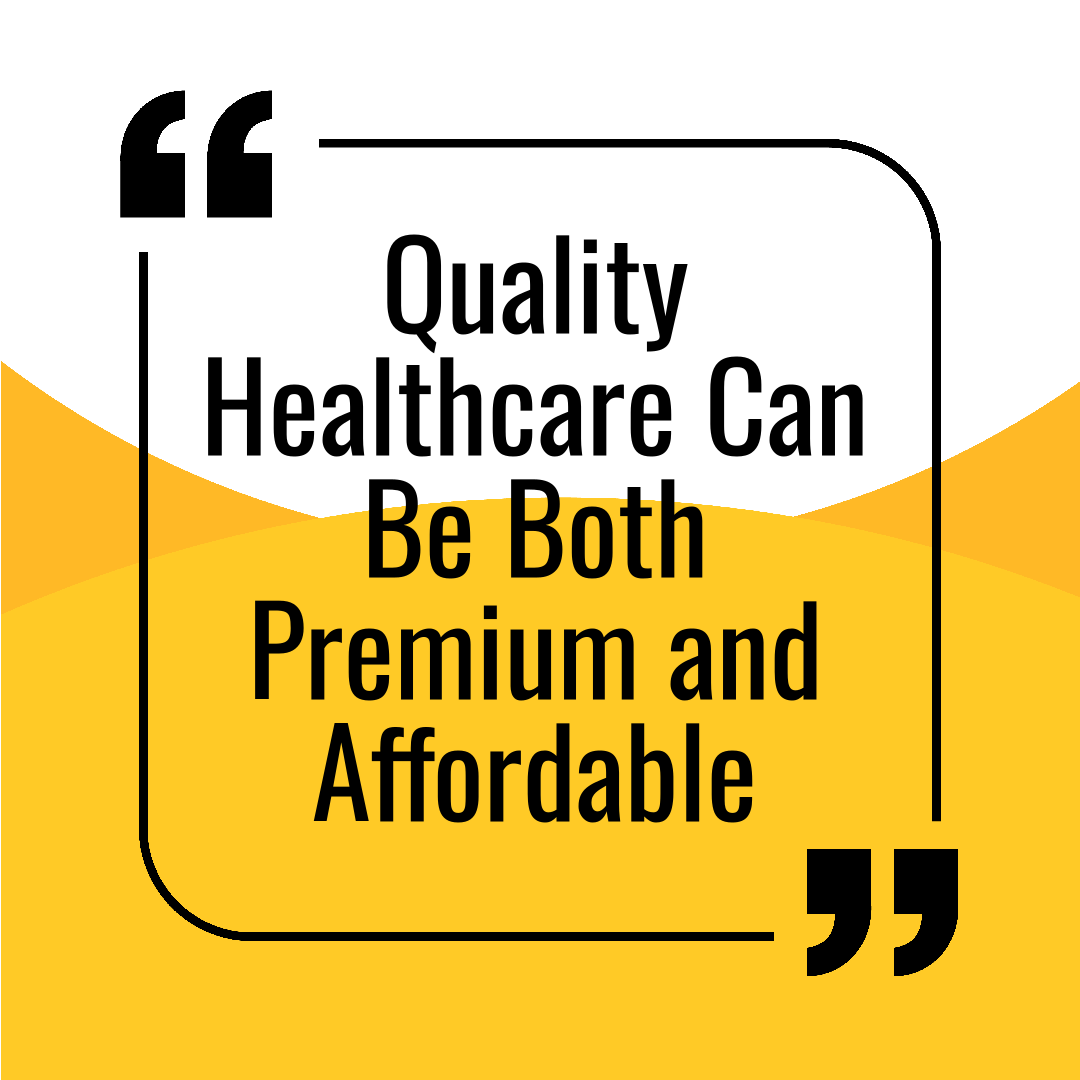 “
Quality
Healthcare Can
Be Both
Premium and
Affordable
”